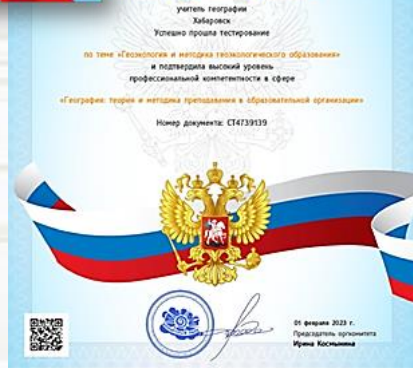 учитель географии
Хабаровск
Успешно прошла тестирование
по теме «Геоэкология и методика геоэкологического образования»
и подтвердила высокий уровень
профессиональной компетентности в сфере
«География: теория и методика преподавания в образовательной организации»
Номер документа: СТ4739139
01 февраля 2023 г.
Председатель оргкомитета
Ирина Космынина